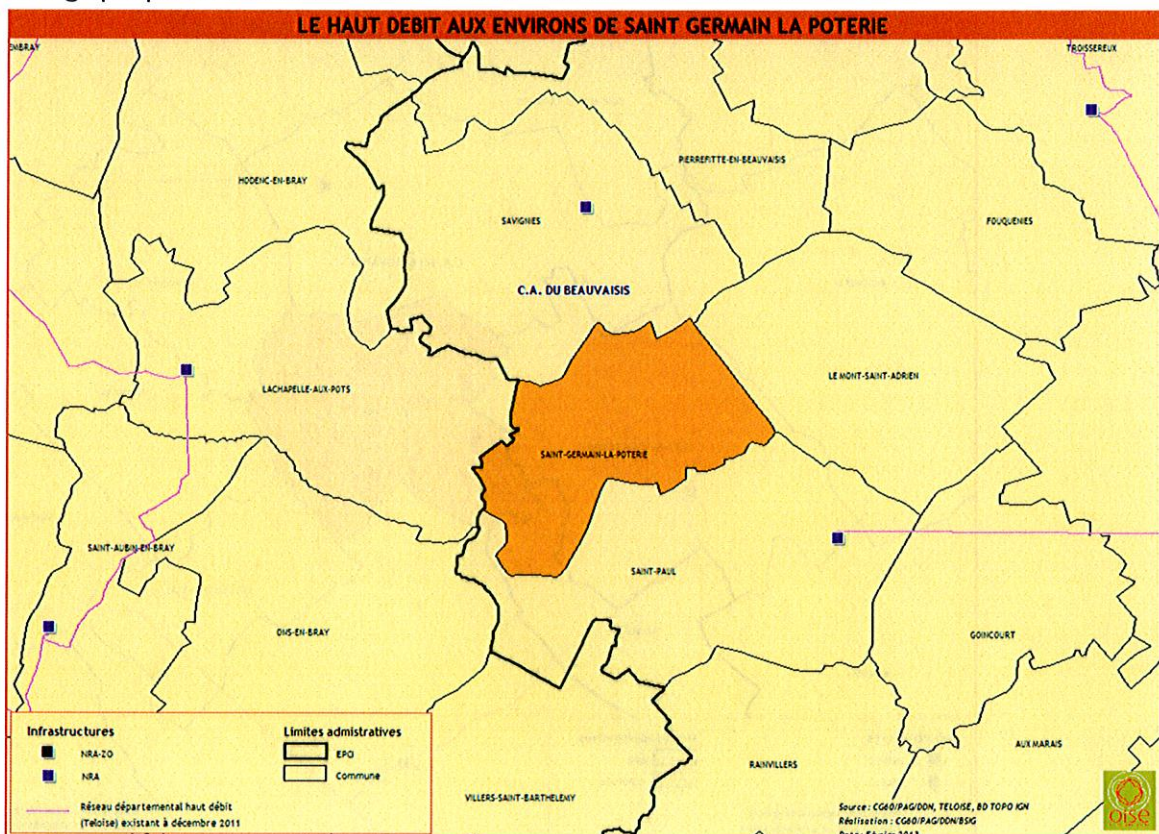 LE HAUT DEBIT AUX ENVIRONS DE SAINT GERMAIN LA POTERIE
EMBRAY
TROISSEREUX
PIERREFITTE-EN-BEAUVAISIS
HODENC-EN-BRAY
SAVIGNIES
FOUQUENIES
C.A. DU BEAUVAISIS
LACHAPELLE-AUX-POTS
LE MONT-SAINT-ADRIEN
SAINT-GERMAIN-LA-POTERIE
SAINT-AUBIN-EN-BRAY
SAINT-PAUL
ONS-EN-BRAY
GOINCOURT
Infrastructures
NRA-ZO
NRA
Réseau départemental haut débit
(Teloise) existant à décembre 2011
Limites admistratives
EPCI
Commune
AUX MARAIS
RAINVILLERS
VILLERS-SAINT-BARTHELEMY
Source : CG60/PAG/DDN, TELOISE, BD TOPO IGN
Réalisation : CG60/PAG/DDN/BSIG
oise